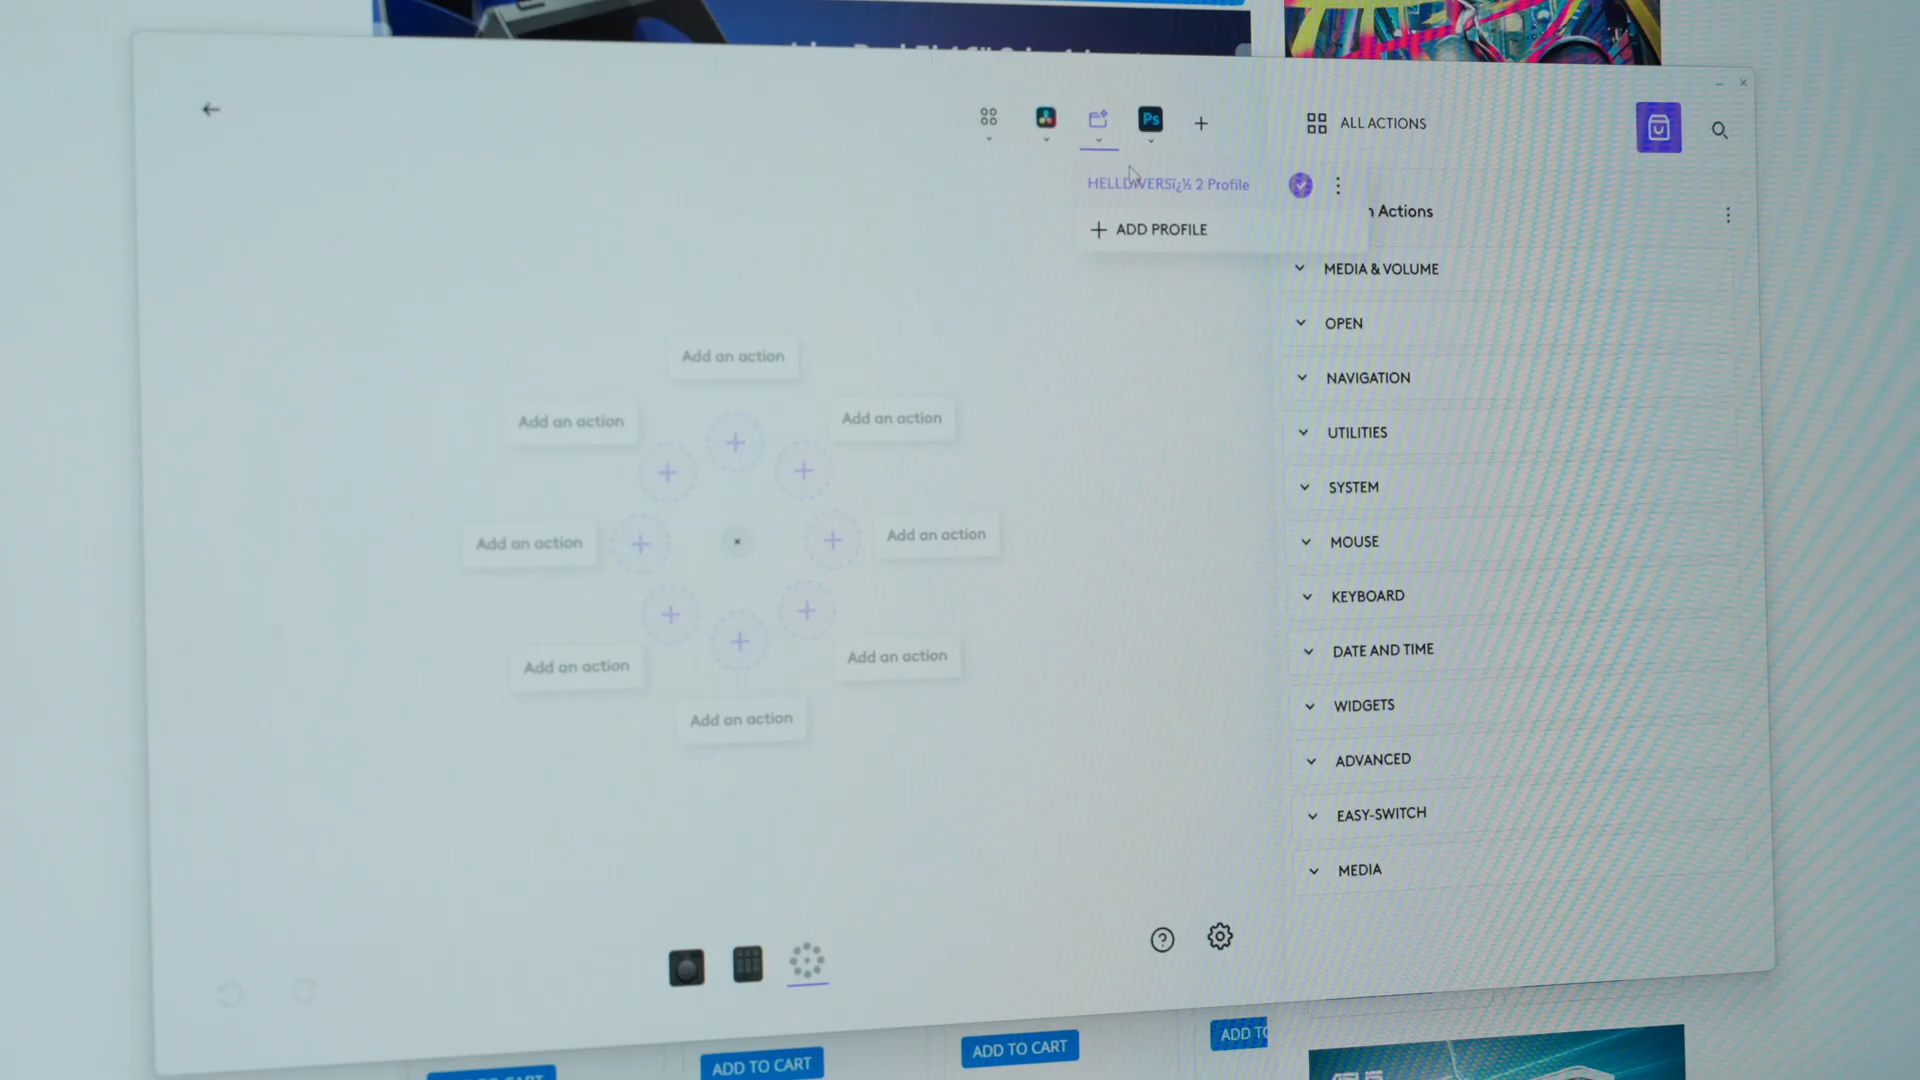 Ps
ALL ACTIONS
HELLDIVERSï¿½ 2 Profile
ADD PROFILE
Actions
MEDIA & VOLUME
OPEN
NAVIGATION
UTILITIES
SYSTEM
MOUSE
KEYBOARD
DATE AND TIME
WIDGETS
ADVANCED
EASY-SWITCH
MEDIA
Add an action
Add an action
Add an action
Add an action
Add an action
Add an action
Add an action
Add an action
ADD TO CART
ADD TO CART
ADD TO